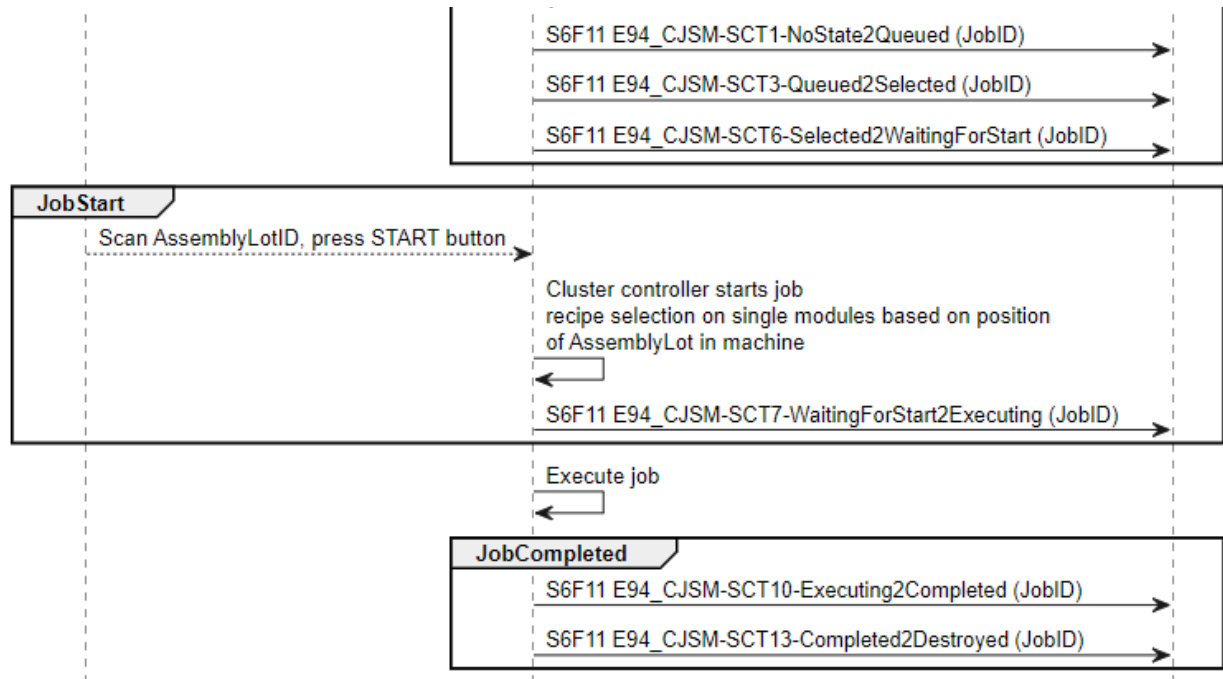 S6F11 E94_CJSM-SCT1-NoState2Queued (JobID)
S6F11 E94_CJSM-SCT3-Queued2Selected (JobID)
S6F11 E94_CJSM-SCT6-Selected2WaitingForStart (JobID)
JobStart
Scan AssemblyLotID, press START button
Cluster controller starts job
recipe selection on single modules based on position
of AssemblyLot in machine
S6F11 E94_CJSM-SCT7-WaitingForStart2Executing (JobID)
Execute job
JobCompleted
S6F11 E94_CJSM-SCT10-Executing2Completed (JobID)
S6F11 E94_CJSM-SCT13-Completed2Destroyed (JobID)